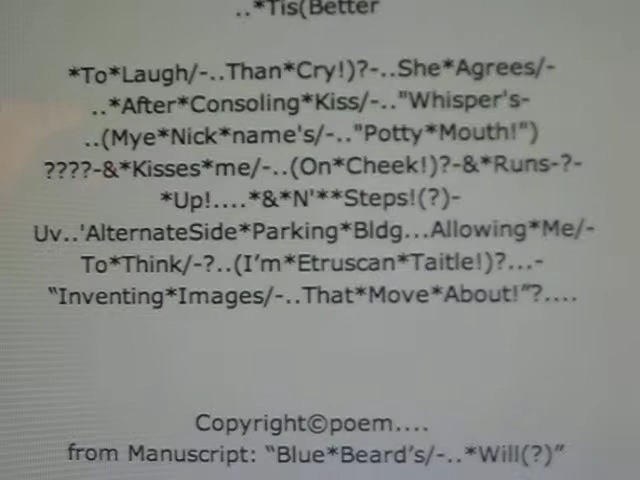 ..*Tis(Better
*To*Laugh/-..Than*Cry!)?-..She*Agrees/-
..*After*Consoling*Kiss/-.."Whisper's-
..(Mye*Nick*name's/-.."Potty*Mouth!")
????-&*Kisses*me/-..(On*Cheek!)?-&*Runs-?-
*Up!....*&*N'**Steps!(?)-
Uv..'AlternateSide*Parking*Bldg...Allowing*Me/-
To*Think/-?..(I'm*Etruscan*Taitle!)?...-
“Inventing*Images/-..That*Move*About!”?....
Copyright©poem....
from Manuscript: “Blue*Beard’s/-..*Will(?)”